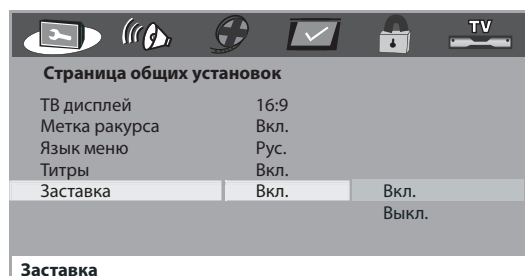 TV
Страница общих установок
ТВ дисплей 16:9
Метка ракурса Вкл.
Язык меню Рус.
Титры Вкл.
Заставка Вкл. Вкл.
Выкл.
Заставка